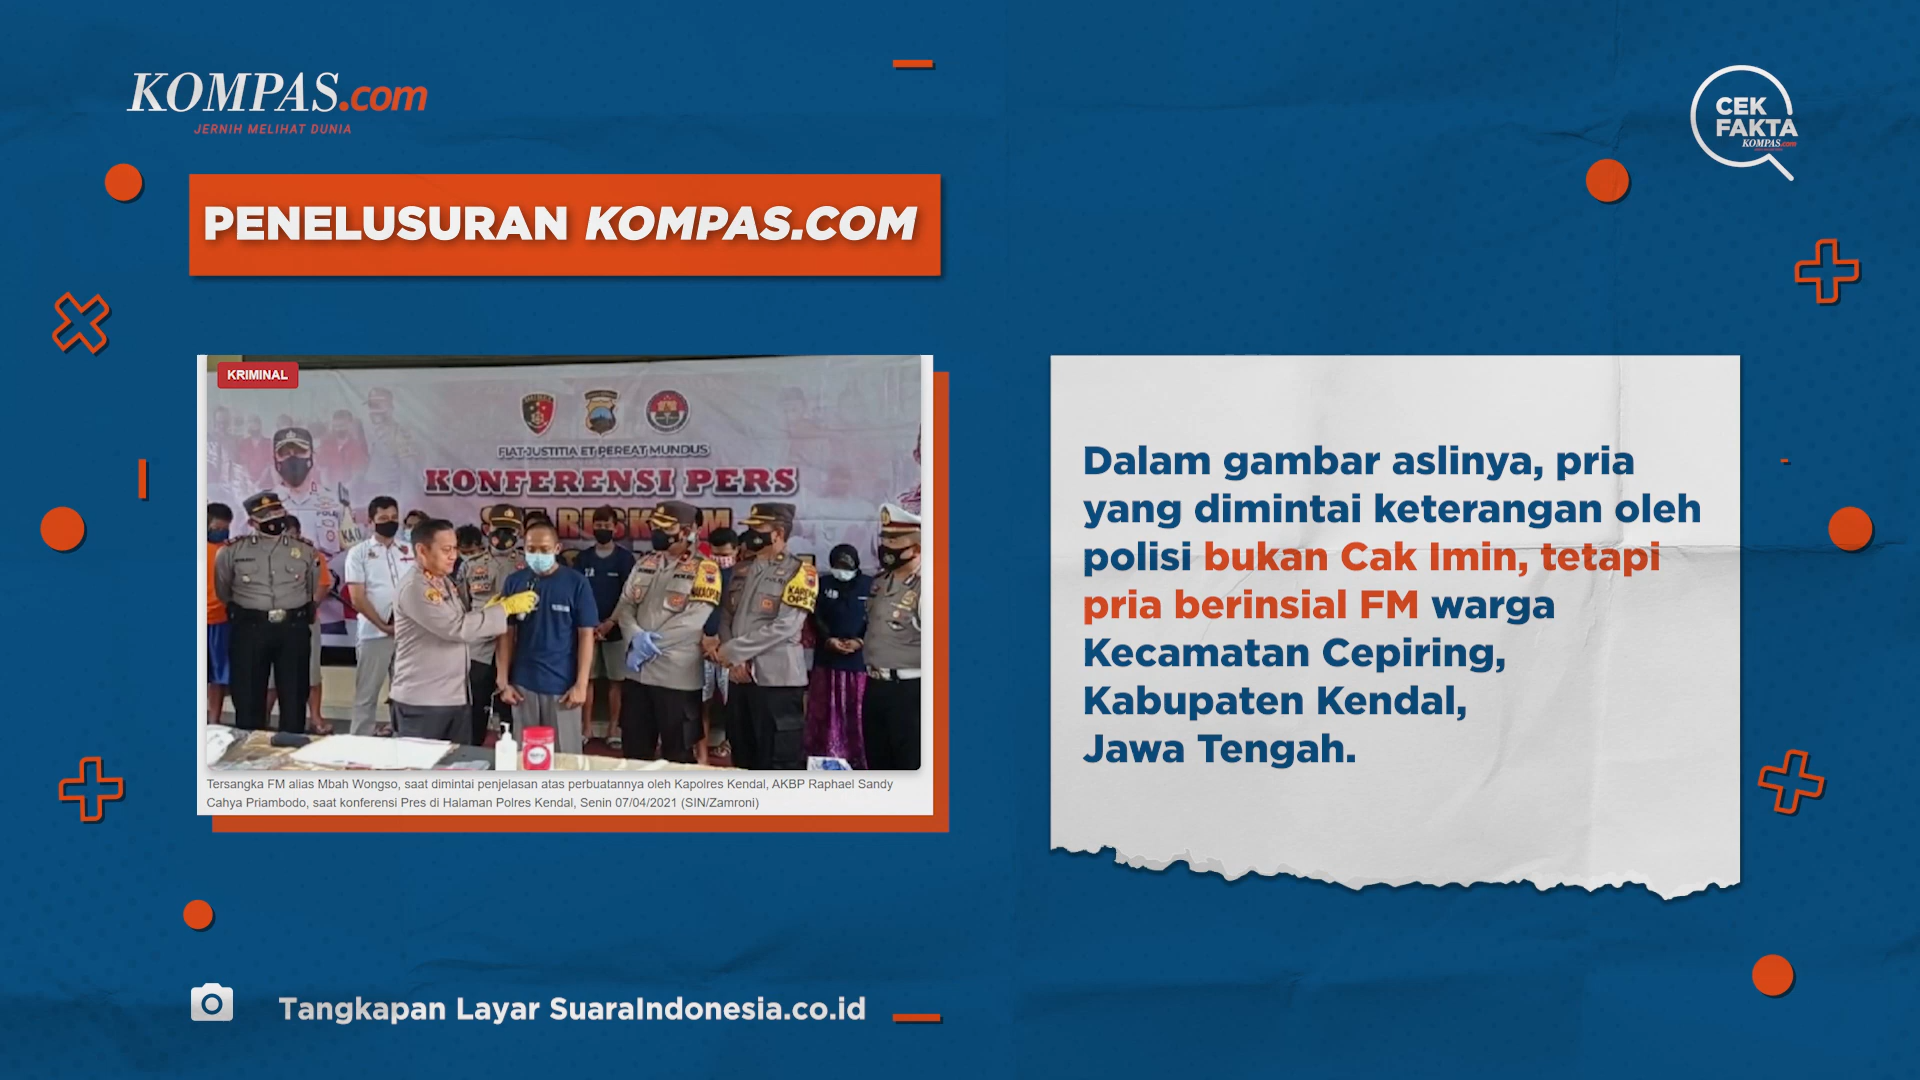 KOMPAS.com
JERNIH MELIHAT DUNIA
CEK
FAKTA
KOMPAS.com
PENELUSURAN KOMPAS.COM
KRIMINAL
FIAT JUSTITIA ET PEREAT MUNDUS
KONFERENSI PERS
Tersangka FM alias Mbah Wongso, saat dimintai penjelasan atas perbuatannya oleh Kapolres Kendal, AKBP Raphael Sandy
Cahya Priambodo, saat konferensi Pres di Halaman Polres Kendal, Senin 07/04/2021 (SIN/Zamroni)
Dalam gambar aslinya, pria
yang dimintai keterangan oleh
polisi bukan Cak Imin, tetapi
pria berinsial FM warga
Kecamatan Cepiring,
Kabupaten Kendal,
Jawa Tengah.
Tangkapan Layar SuaraIndonesia.co.id